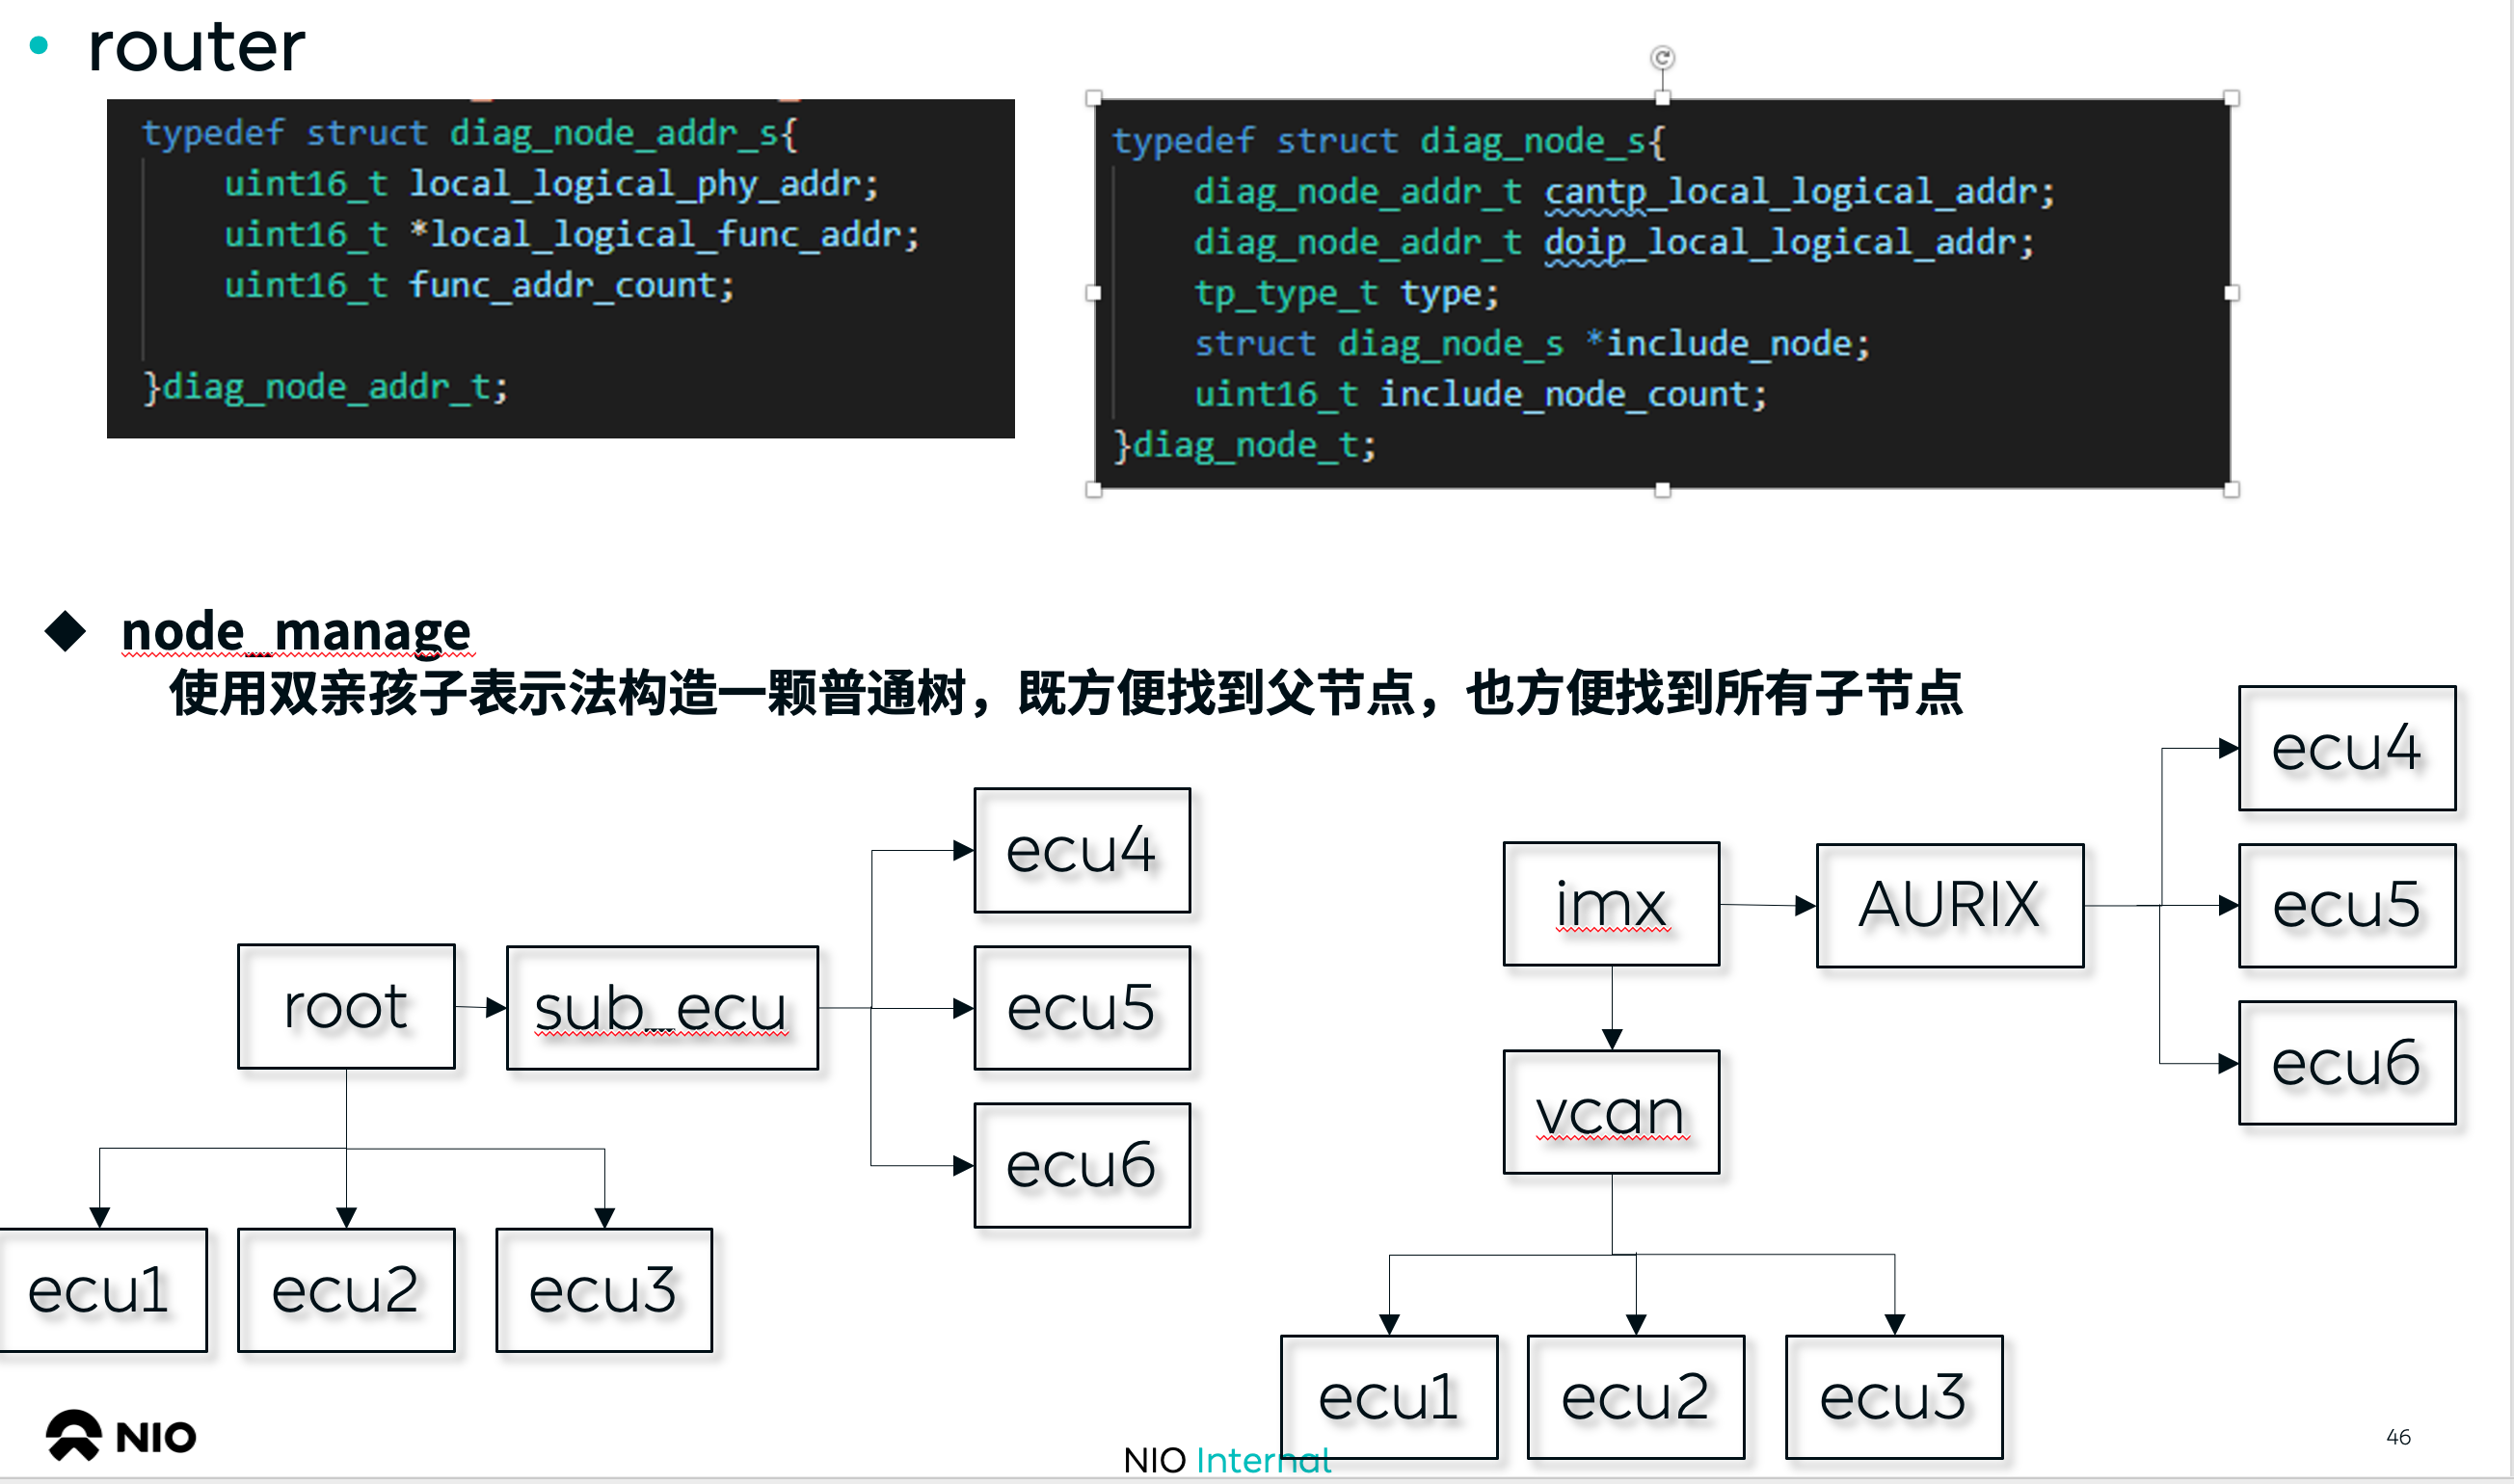 router
typedef struct diag_node_addr_s{
uint16_t local_logical_phy_addr;
uint16_t *local_logical_func_addr;
uint16_t func_addr_count;
}diag_node_addr_t;
typedef struct diag_node_s{
diag_node_addr_t cantp_local_logical_addr;
diag_node_addr_t doip_local_logical_addr;
tp_type_t type;
struct diag_node_s *include_node;
uint16_t include_node_count;
}diag_node_t;
node_manage
使用双亲孩子表示法构造一颗普通树，既方便找到父节点，也方便找到所有子节点
ecu4
root
sub_ecu
ecu5
ecu6
ecu1
ecu2
ecu3
ecu4
imx
AURIX
ecu5
vcan
ecu6
ecu1
ecu2
ecu3
NIO
NIO Internal
46